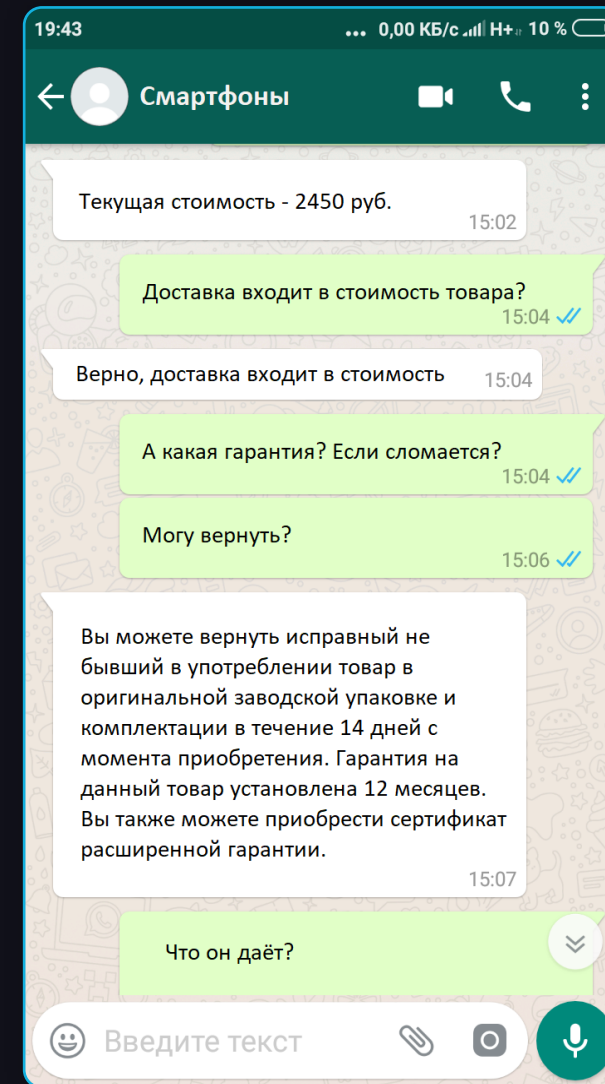 19:43 ... 0,00 КБ/с H+ 10 %
Смартфоны
Текущая стоимость - 2450 руб.
15:02
Доставка входит в стоимость товара?
15:04
Верно, доставка входит в стоимость 15:04
А какая гарантия? Если сломается?
15:04
Могу вернуть?
15:06
Вы можете вернуть исправный не
бывший в употреблении товар в
оригинальной заводской упаковке и
комплектации в течение 14 дней с
момента приобретения. Гарантия на
данный товар установлена 12 месяцев.
Вы также можете приобрести сертификат
расширенной гарантии.
15:07
Что он даёт?
Введите текст